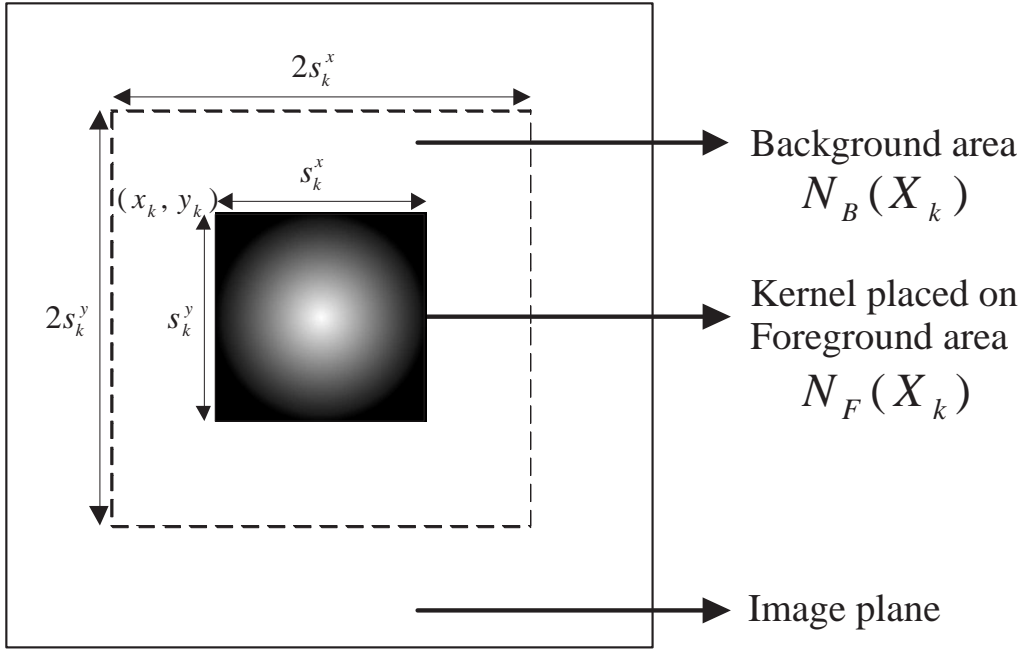 2s_k^x
Background area
N_B(X_k)
s_k^x
(x_k, y_k)
2s_k^y
s_k^y
Kernel placed on
Foreground area
N_F(X_k)
Image plane